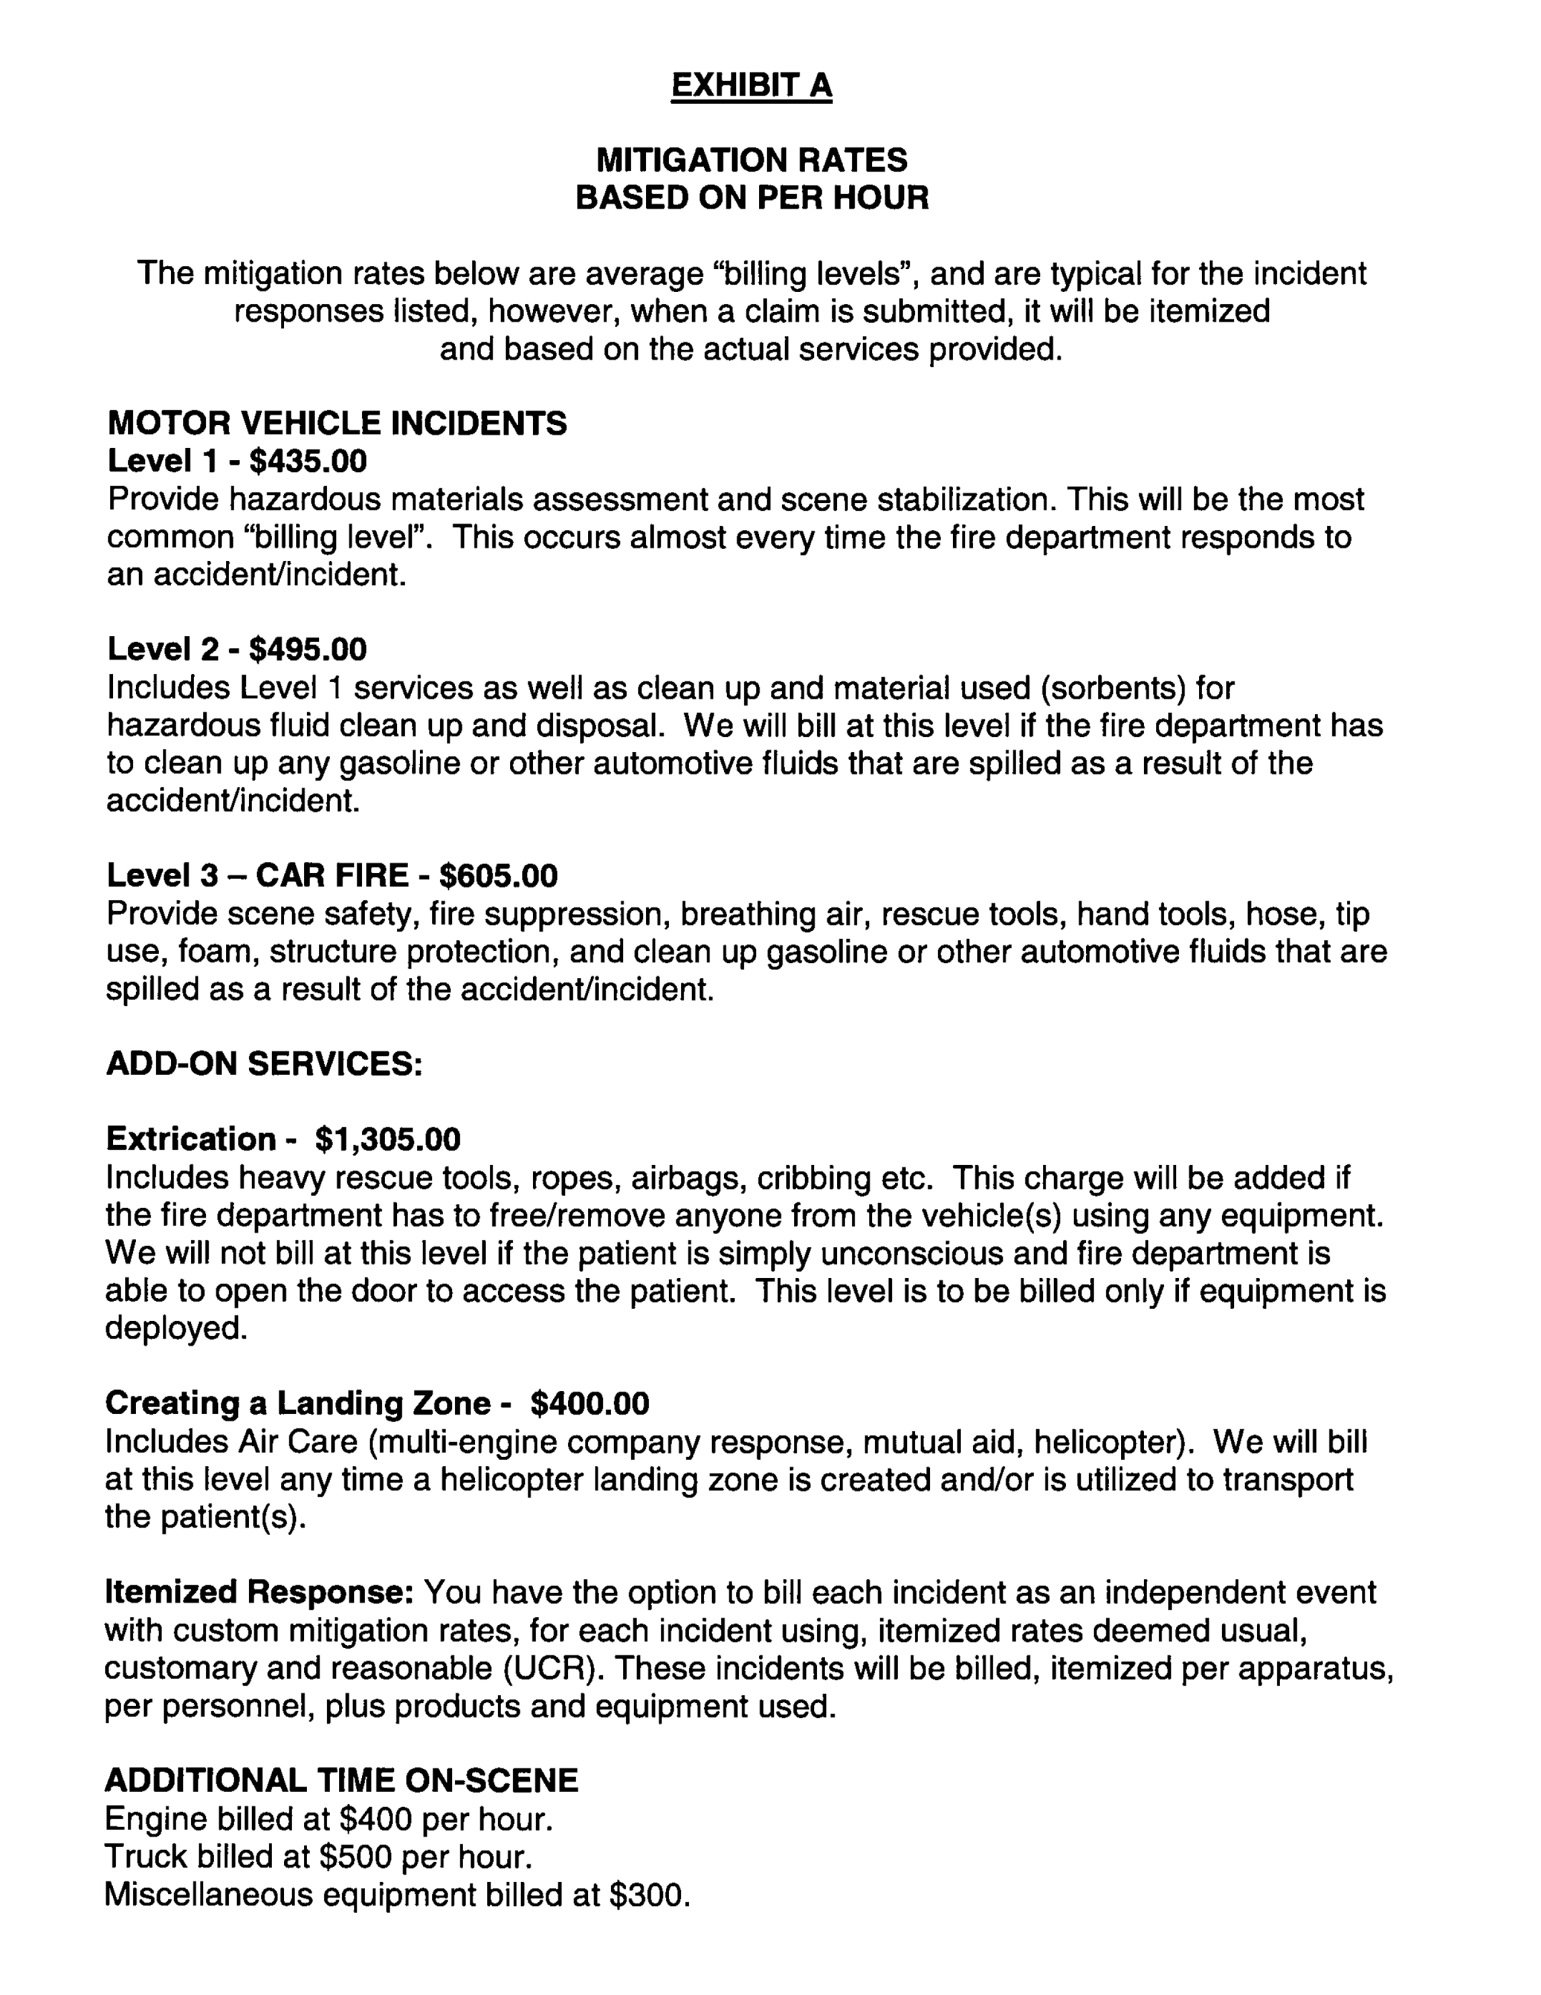 EXHIBIT A
MITIGATION RATES
BASED ON PER HOUR
The mitigation rates below are average “billing levels”, and are typical for the incident
responses listed, however, when a claim is submitted, it will be itemized
and based on the actual services provided.
MOTOR VEHICLE INCIDENTS
Level 1 - $435.00
Provide hazardous materials assessment and scene stabilization. This will be the most
common “billing level”.  This occurs almost every time the fire department responds to
an accident/incident.
Level 2 - $495.00
Includes Level 1 services as well as clean up and material used (sorbents) for
hazardous fluid clean up and disposal.  We will bill at this level if the fire department has
to clean up any gasoline or other automotive fluids that are spilled as a result of the
accident/incident.
Level 3 – CAR FIRE - $605.00
Provide scene safety, fire suppression, breathing air, rescue tools, hand tools, hose, tip
use, foam, structure protection, and clean up gasoline or other automotive fluids that are
spilled as a result of the accident/incident.
ADD-ON SERVICES:
Extrication -  $1,305.00
Includes heavy rescue tools, ropes, airbags, cribbing etc.  This charge will be added if
the fire department has to free/remove anyone from the vehicle(s) using any equipment.
We will not bill at this level if the patient is simply unconscious and fire department is
able to open the door to access the patient.  This level is to be billed only if equipment is
deployed.
Creating a Landing Zone -  $400.00
Includes Air Care (multi-engine company response, mutual aid, helicopter).  We will bill
at this level any time a helicopter landing zone is created and/or is utilized to transport
the patient(s).
Itemized Response: You have the option to bill each incident as an independent event
with custom mitigation rates, for each incident using, itemized rates deemed usual,
customary and reasonable (UCR). These incidents will be billed, itemized per apparatus,
per personnel, plus products and equipment used.
ADDITIONAL TIME ON-SCENE
Engine billed at $400 per hour.
Truck billed at $500 per hour.
Miscellaneous equipment billed at $300.